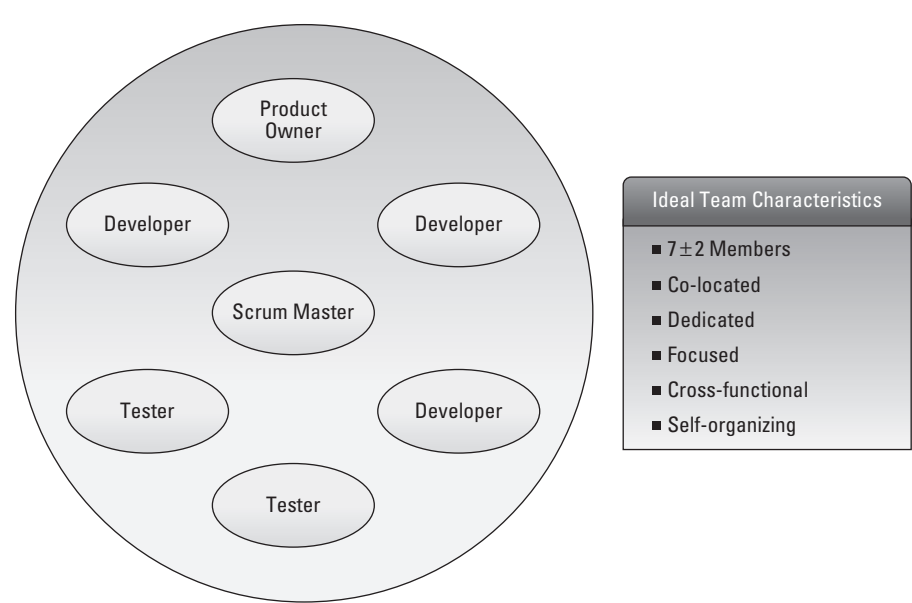 Product
Owner
Developer
Developer
Scrum Master
Tester
Developer
Tester
Ideal Team Characteristics
■ 7±2 Members
■ Co-located
■ Dedicated
■ Focused
■ Cross-functional
■ Self-organizing